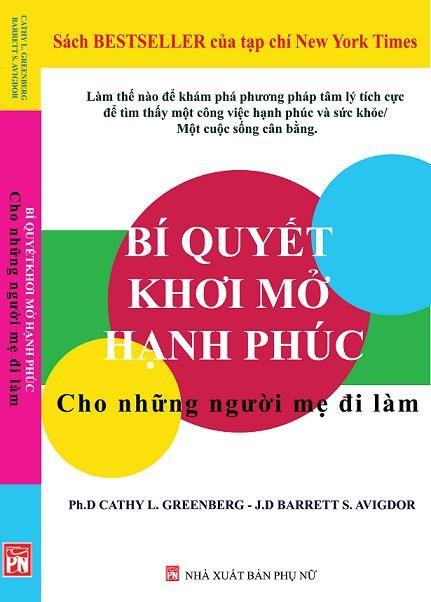 CATHY L. GREENBERG
BARRETT S. AVIGDOR
BÍ QUYẾTKHƠI MỞ HẠNH PHÚC
Cho những người mẹ đi làm
PN
Sách BESTSELLER của tạp chí New York Times
Làm thế nào để khám phá phương pháp tâm lý tích cực
để tìm thấy một công việc hạnh phúc và sức khỏe/
Một cuộc sống cân bằng.
BÍ QUYẾT
KHƠI MỞ
HẠNH PHÚC
Cho những người mẹ đi làm
Ph.D CATHY L. GREENBERG - J.D BARRETT S. AVIGDOR
PN NHÀ XUẤT BẢN PHỤ NỮ